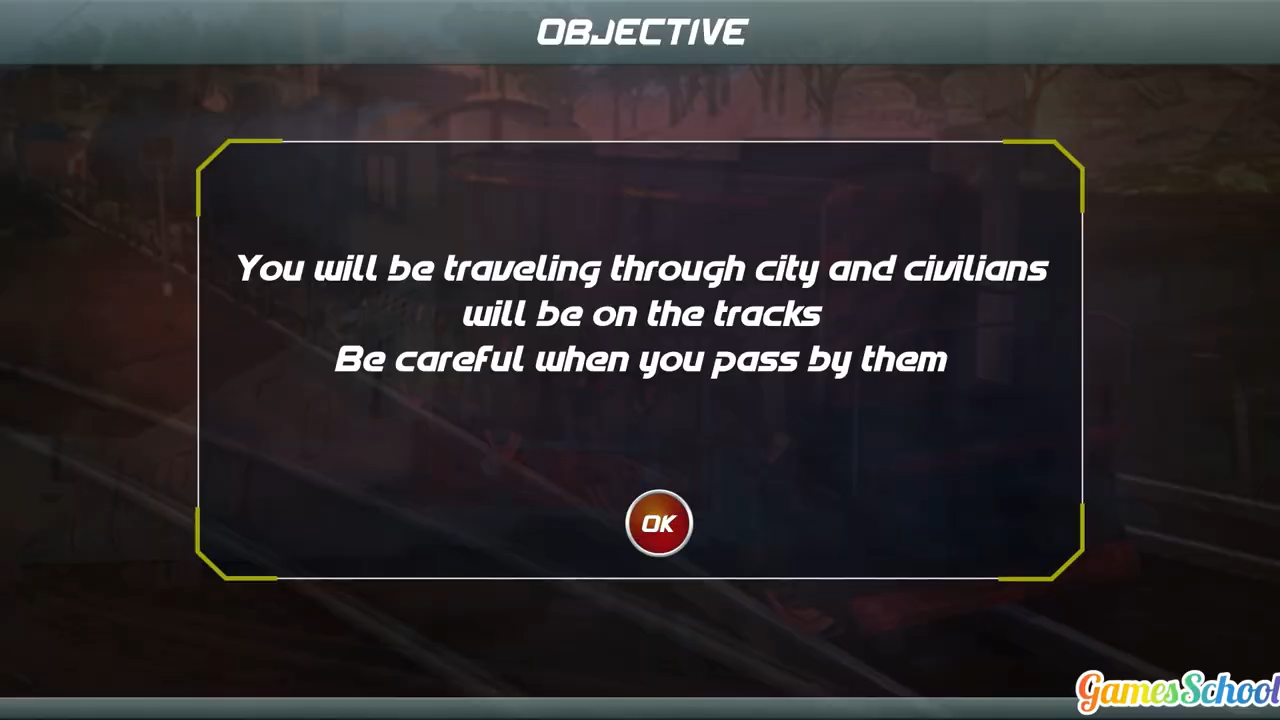 OBJECTIVE
You will be traveling through city and civilians
will be on the tracks
Be careful when you pass by them
OK
GamesSchool